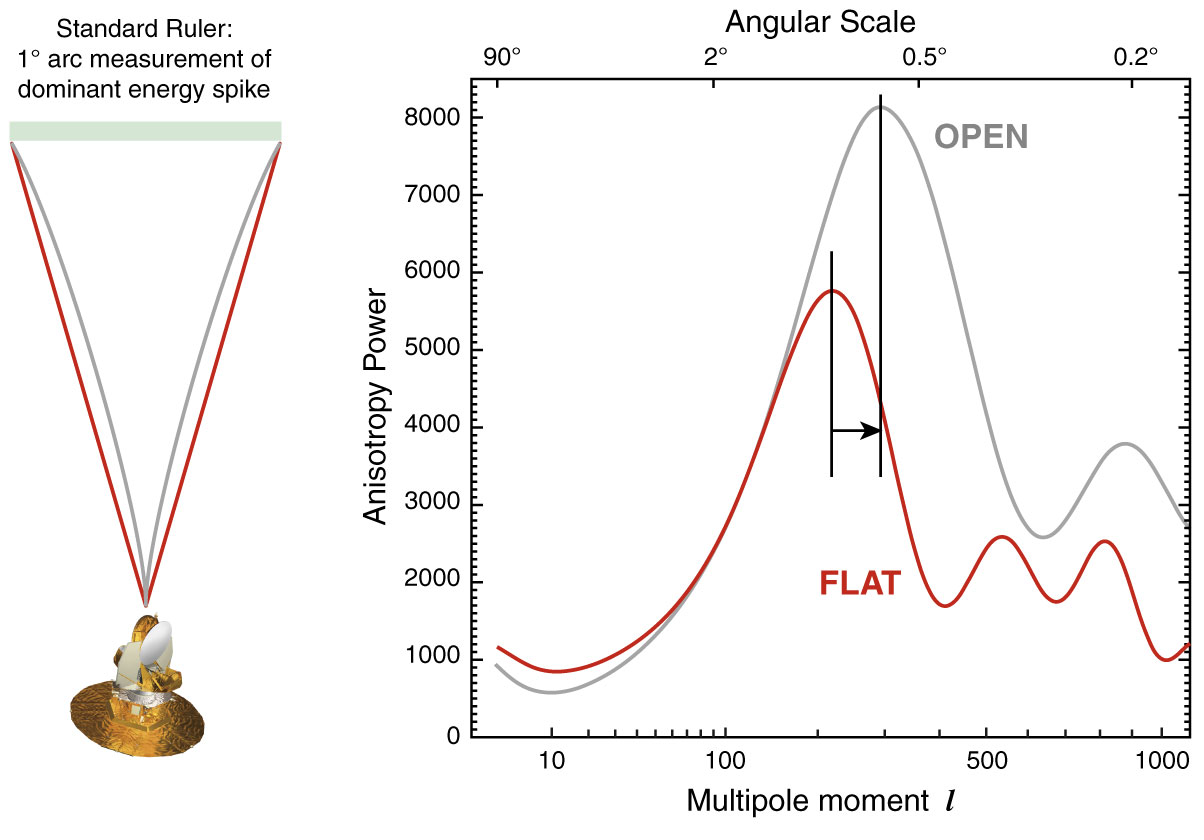 Standard Ruler:
1° arc measurement of
dominant energy spike
Angular Scale
90° 2° 0.5° 0.2°
8000
OPEN
7000
6000
5000
4000
3000
2000
1000
0
Anisotropy Power
FLAT
10 100 500 1000
Multipole moment l